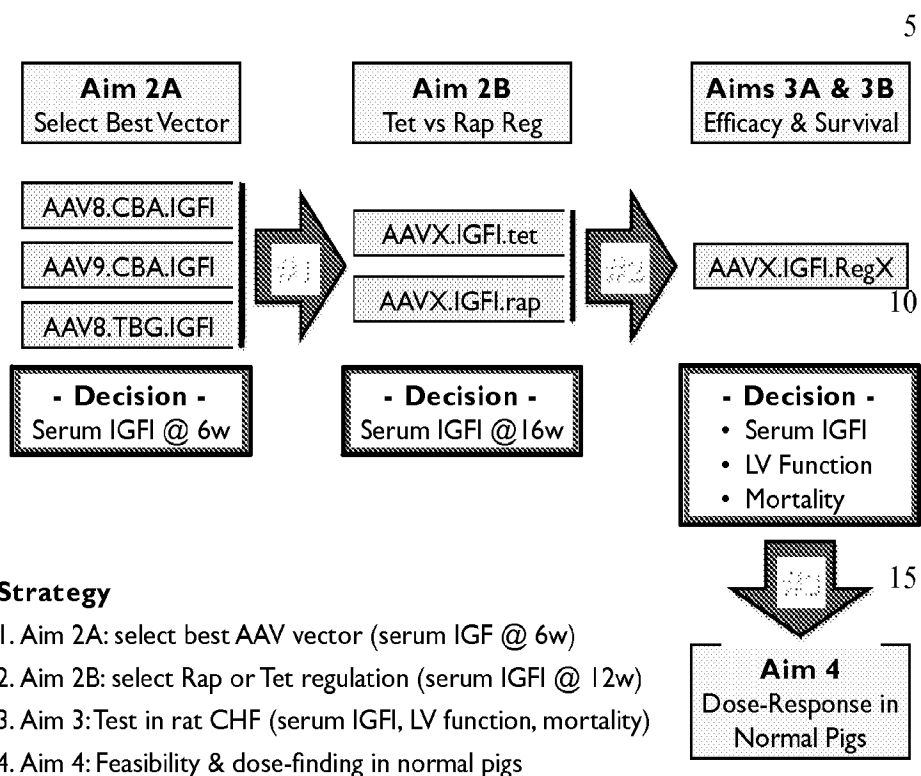 5
Aim 2A
Select Best Vector
Aim 2B
Tet vs Rap Reg
Aims 3A & 3B
Efficacy & Survival
AAV8.CBA.IGFI
AAV9.CBA.IGFI
AAV8.TBG.IGFI
#1
AAVX.IGFI.tet
AAVX.IGFI.rap
#2
AAVX.IGFI.RegX
10
- Decision -
Serum IGFI @ 6w
- Decision -
Serum IGFI @16w
- Decision -
• Serum IGFI
• LV Function
• Mortality
#3
15
Strategy
1. Aim 2A: select best AAV vector (serum IGF @ 6w)
2. Aim 2B: select Rap or Tet regulation (serum IGFI @ 12w)
3. Aim 3: Test in rat CHF (serum IGFI, LV function, mortality)
4. Aim 4: Feasibility & dose-finding in normal pigs
Aim 4
Dose-Response in
Normal Pigs